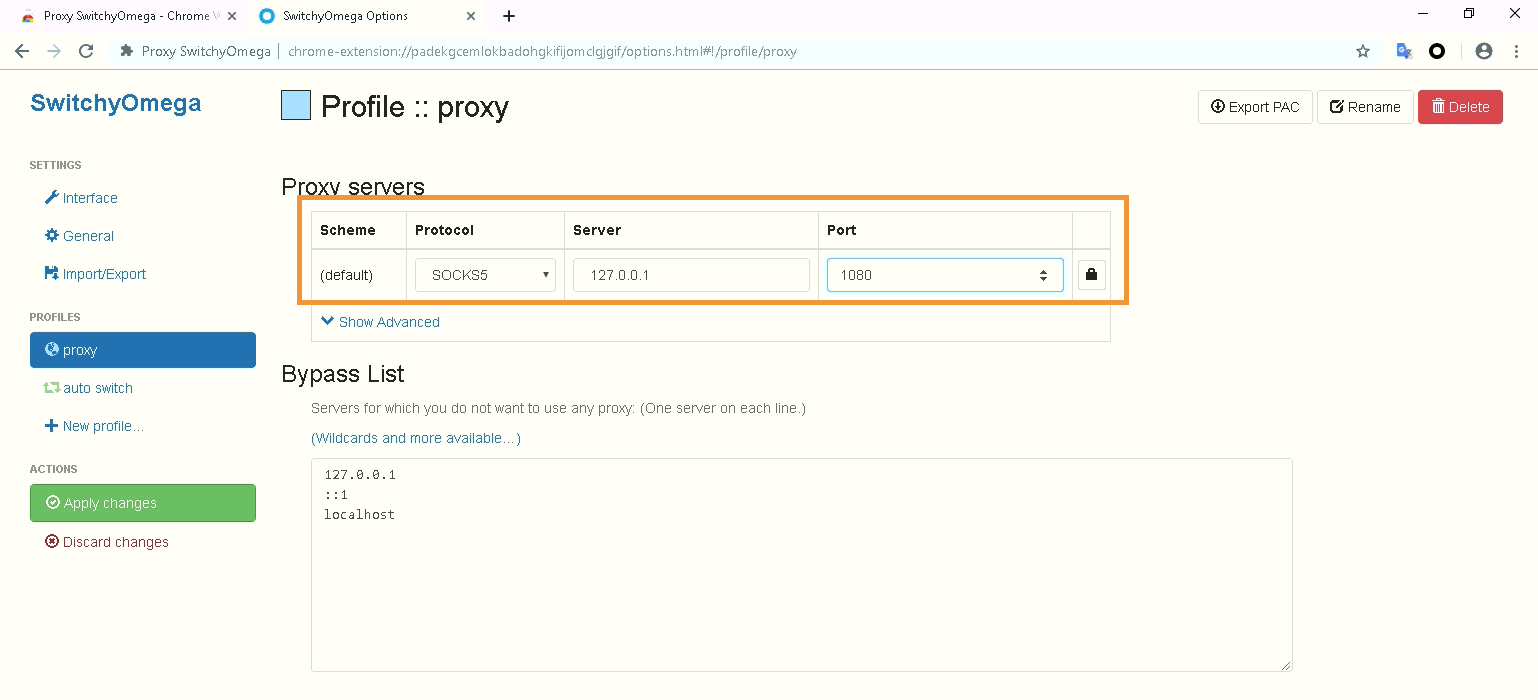 Proxy SwitchyOmega - Chrome
SwitchyOmega Options
Proxy SwitchyOmega | chrome-extension://padekgcemlokbadohgkifijomclgjgif/options.html#!/profile/proxy
SwitchyOmega
Profile :: proxy
Export PAC
Rename
Delete
SETTINGS
Interface
General
Import/Export
PROFILES
proxy
auto switch
New profile...
ACTIONS
Apply changes
Discard changes
Proxy servers
Scheme Protocol Server Port
(default) SOCKS5 127.0.0.1 1080
Show Advanced
Bypass List
Servers for which you do not want to use any proxy: (One server on each line.)
(Wildcards and more available...)
127.0.0.1
::1
localhost